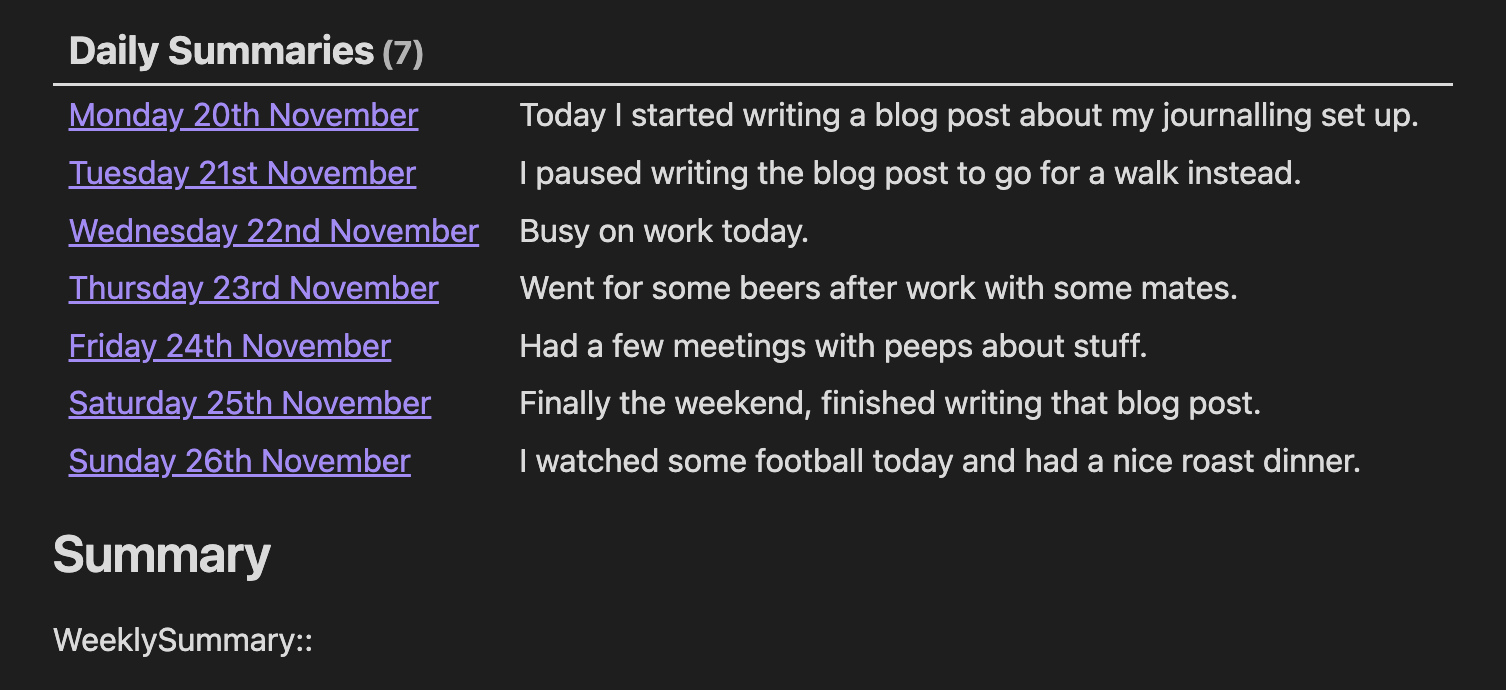 Daily Summaries (7)
Monday 20th November Today I started writing a blog post about my journalling set up.
Tuesday 21st November I paused writing the blog post to go for a walk instead.
Wednesday 22nd November Busy on work today.
Thursday 23rd November Went for some beers after work with some mates.
Friday 24th November Had a few meetings with peeps about stuff.
Saturday 25th November Finally the weekend, finished writing that blog post.
Sunday 26th November I watched some football today and had a nice roast dinner.
Summary
WeeklySummary::